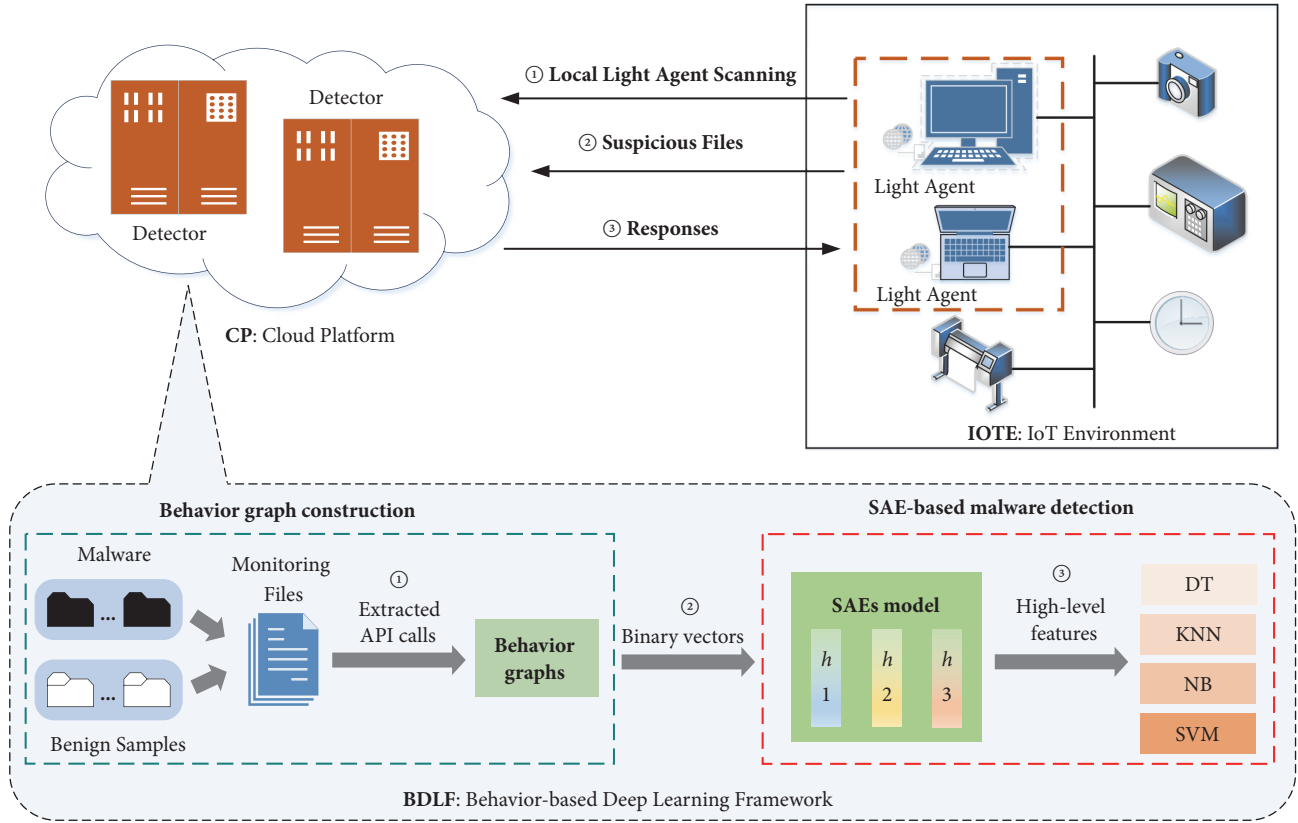 Detector
Detector
CP: Cloud Platform
① Local Light Agent Scanning
② Suspicious Files
③ Responses
Light Agent
Light Agent
IOTE: IoT Environment
Behavior graph construction
Malware
...
...
Benign Samples
Monitoring
Files
①
Extracted
API calls
Behavior
graphs
②
Binary vectors
SAE-based malware detection
SAEs model
h h h
1 2 3
③
High-level
features
DT
KNN
NB
SVM
BDLF: Behavior-based Deep Learning Framework